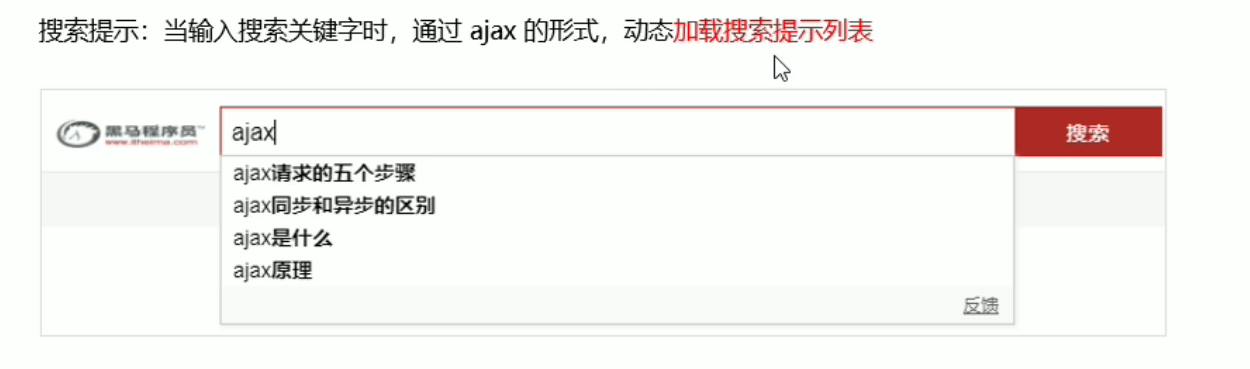 搜索提示：当输入搜索关键字时，通过 ajax 的形式，动态加载搜索提示列表
黑马程序员™
www.itheima.com
ajax
搜索
ajax请求的五个步骤
ajax同步和异步的区别
ajax是什么
ajax原理
反馈